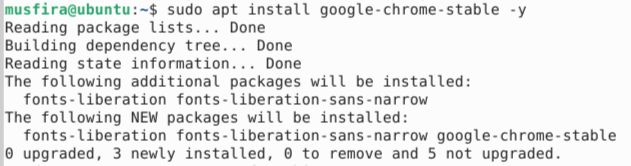 musfira@ubuntu:~$ sudo apt install google-chrome-stable -y
Reading package lists... Done
Building dependency tree... Done
Reading state information... Done
The following additional packages will be installed:
  fonts-liberation fonts-liberation-sans-narrow
The following NEW packages will be installed:
  fonts-liberation fonts-liberation-sans-narrow google-chrome-stable
0 upgraded, 3 newly installed, 0 to remove and 5 not upgraded.